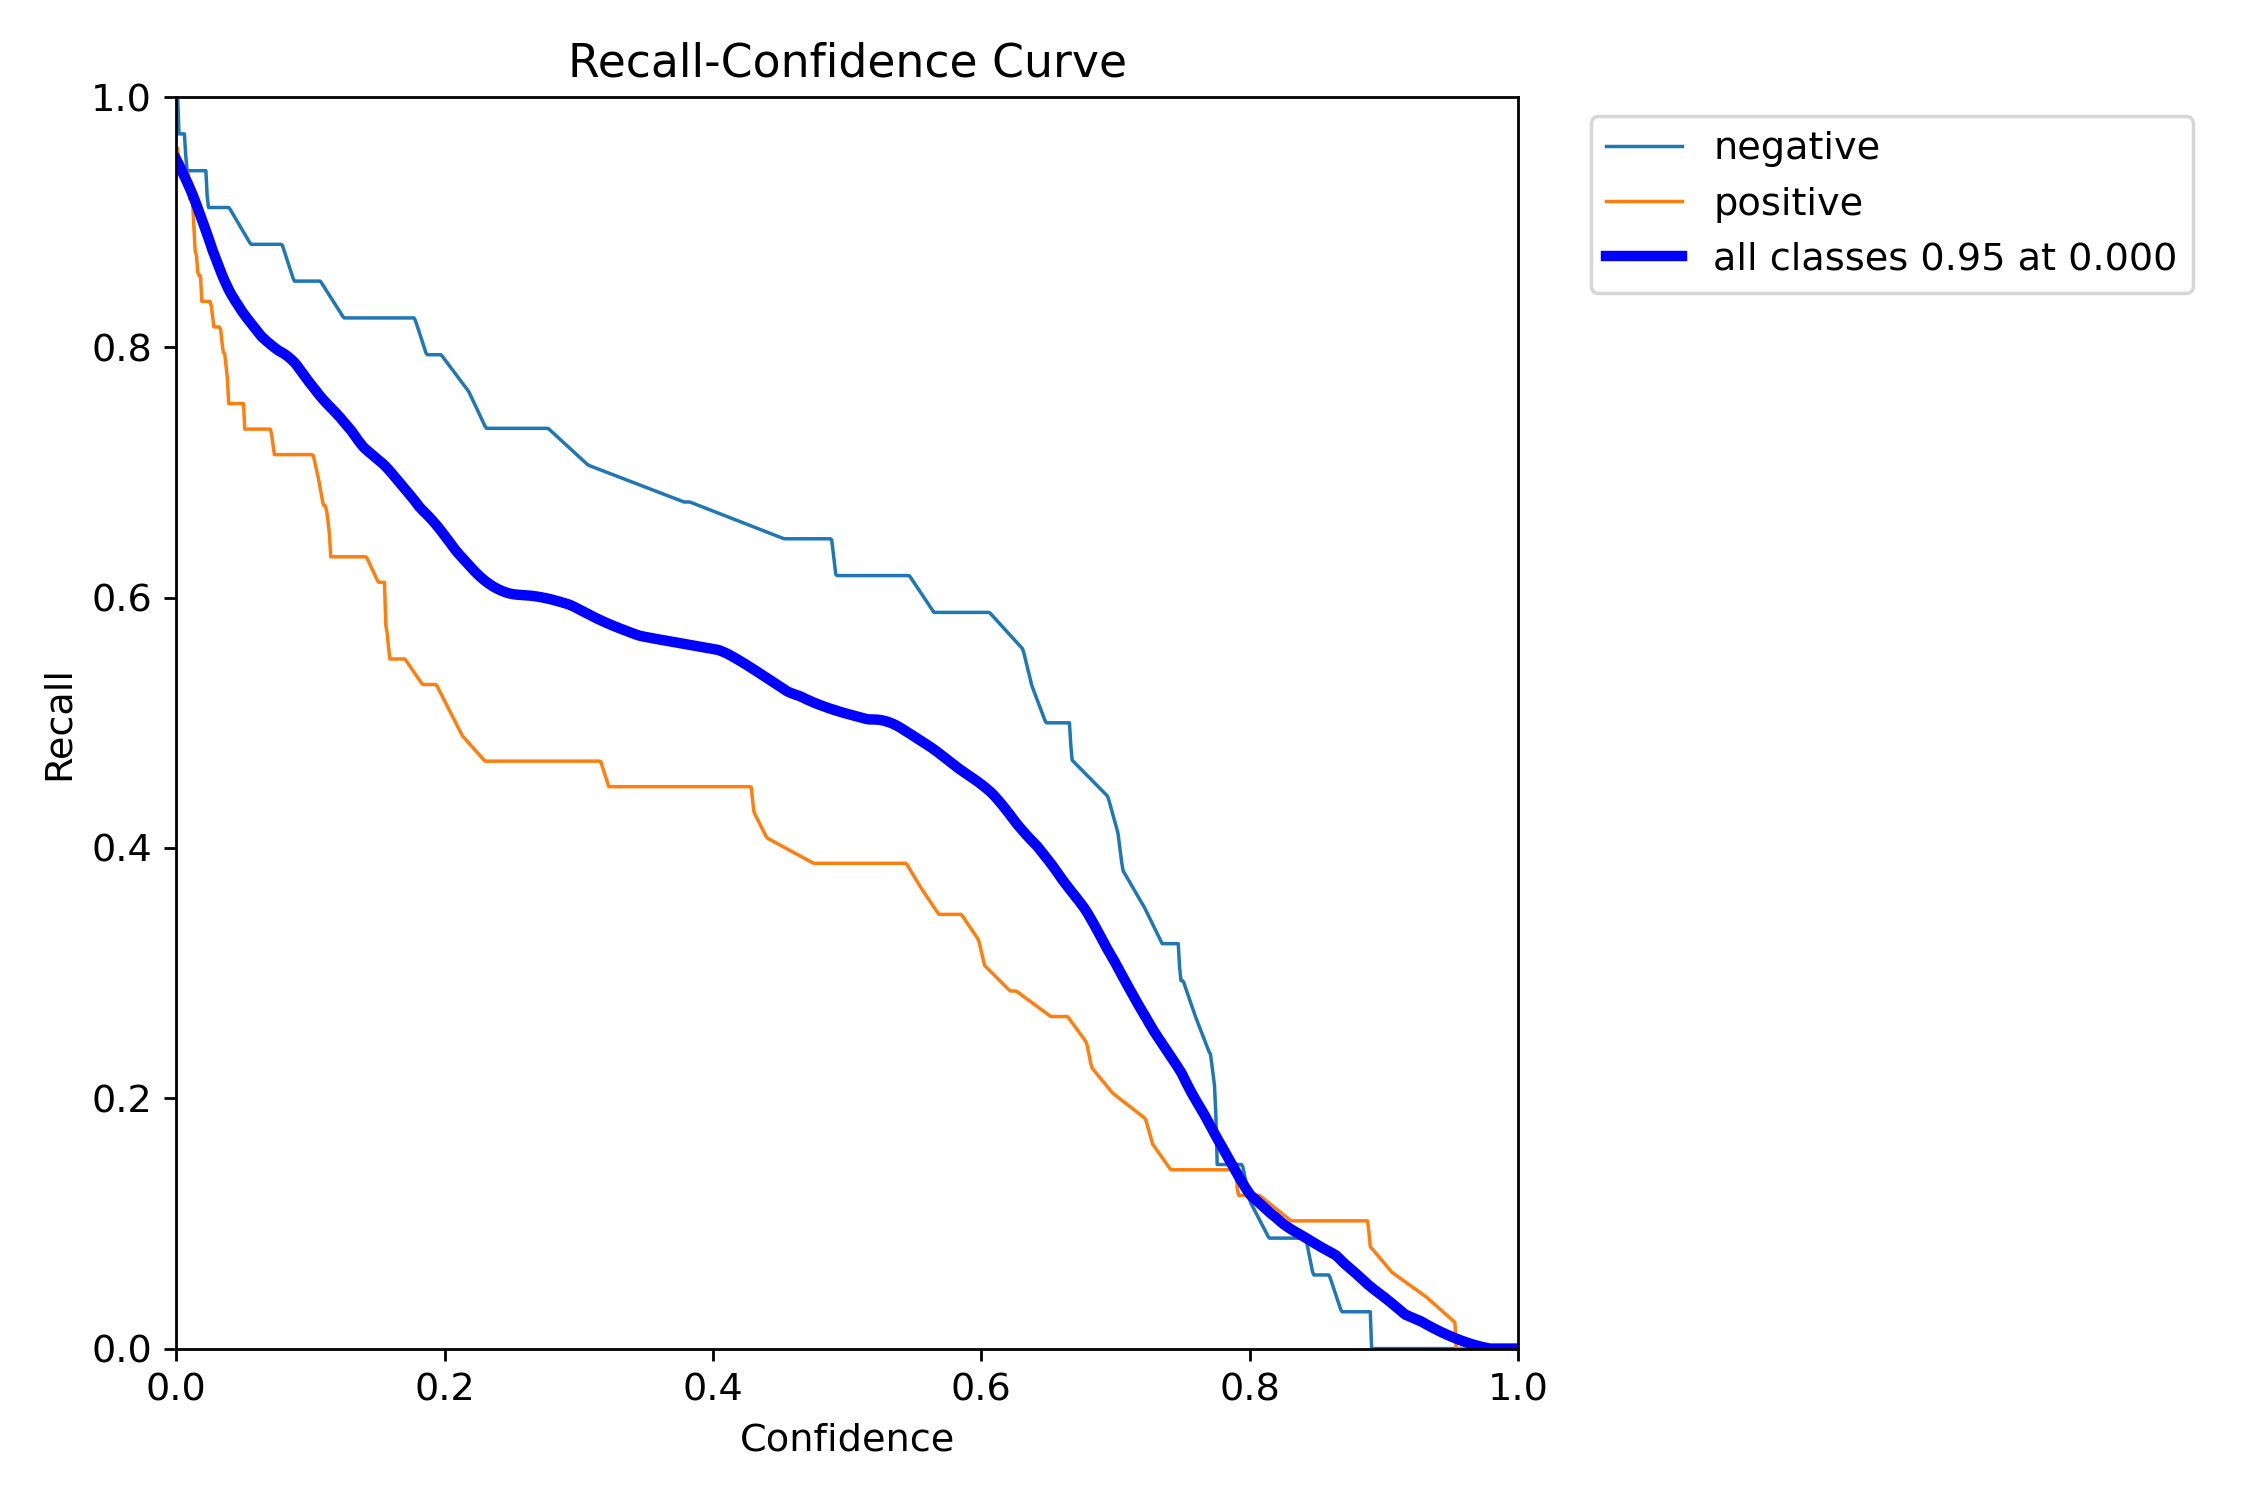 Recall-Confidence Curve
1.0
0.8
0.6
0.4
0.2
0.0
Recall
0.0 0.2 0.4 0.6 0.8 1.0
Confidence
negative
positive
all classes 0.95 at 0.000